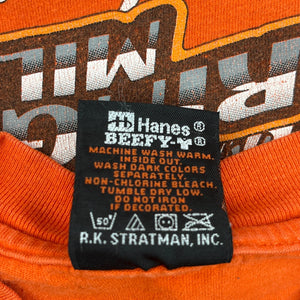 MIL
Hanes®
BEEFY-T®
MACHINE WASH WARM.
INSIDE OUT.
WASH DARK COLORS
SEPARATELY.
NON-CHLORINE BLEACH.
TUMBLE DRY LOW.
DO NOT IRON
IF DECORATED.
50°
R.K. STRATMAN, INC.